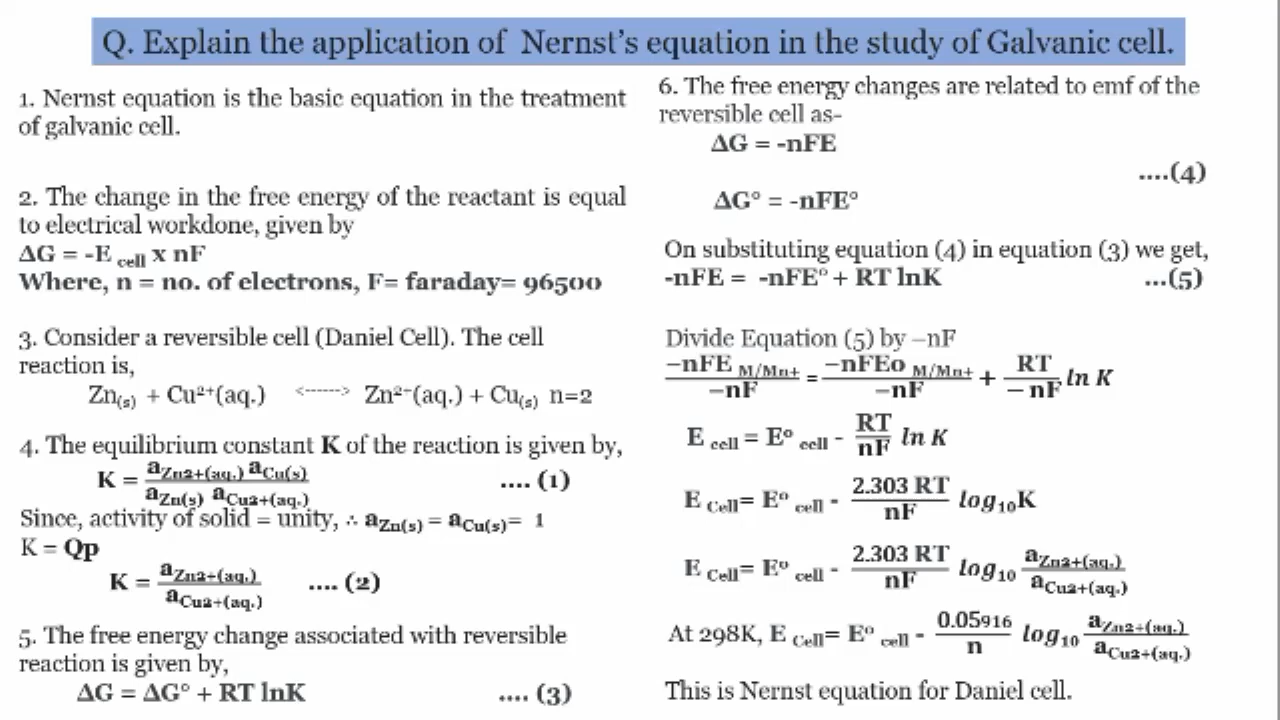 Q. Explain the application of Nernst's equation in the study of Galvanic cell.
1. Nernst equation is the basic equation in the treatment
of galvanic cell.
2. The change in the free energy of the reactant is equal
to electrical workdone, given by
ΔG = -E cell x nF
Where, n = no. of electrons, F= faraday= 96500
3. Consider a reversible cell (Daniel Cell). The cell
reaction is,
Zn(s) + Cu²⁺(aq.) <------> Zn²⁺(aq.) + Cu(s) n=2
4. The equilibrium constant K of the reaction is given by,
K = aZn2+(aq.) aCu(s) .... (1)
aZn(s) aCu2+(aq.)
Since, activity of solid = unity, ∴ aZn(s) = aCu(s)= 1
K = Qp
K = aZn2+(aq.) .... (2)
aCu2+(aq.)
5. The free energy change associated with reversible
reaction is given by,
ΔG = ΔG° + RT lnK .... (3)
6. The free energy changes are related to emf of the
reversible cell as-
ΔG = -nFE
....(4)
ΔG° = -nFE°
On substituting equation (4) in equation (3) we get,
-nFE = -nFE° + RT lnK ...(5)
Divide Equation (5) by –nF
−nFE M/Mn+ = −nFEo M/Mn+ + RT ln K
−nF −nF − nF
E cell = E° cell - RT ln K
nF
E Cell= E° cell - 2.303 RT log₁₀K
nF
E Cell= E° cell - 2.303 RT log₁₀ aZn2+(aq.)
nF aCu2+(aq.)
At 298K, E Cell= E° cell - 0.05916 log₁₀ aZn2+(aq.)
n aCu2+(aq.)
This is Nernst equation for Daniel cell.